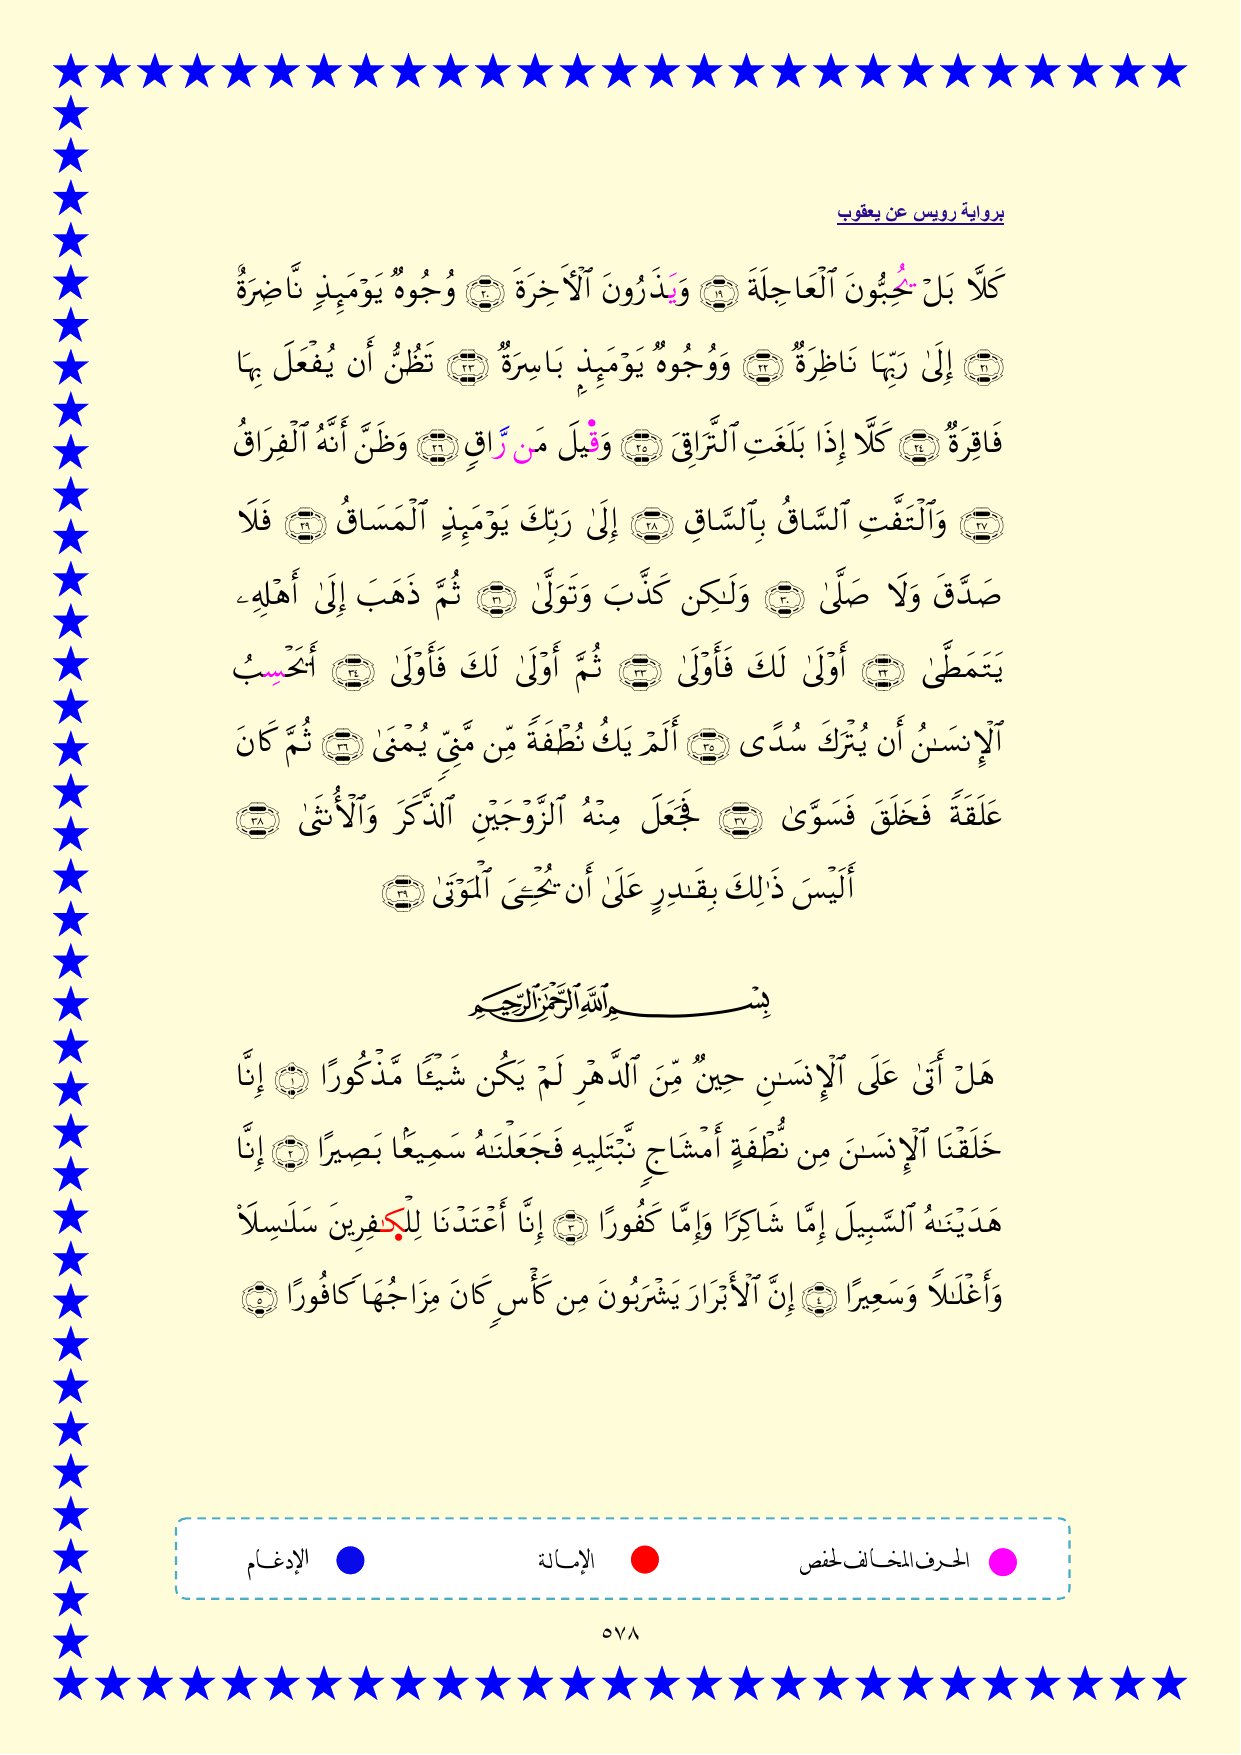 برواية رويس عن يعقوب
كَلَّا بَلۡ يُحِبُّونَ ٱلۡعَاجِلَةَ ١٩ وَيَذَرُونَ ٱلۡأٓخِرَةَ ٢٠ وُجُوهٞ يَوۡمَئِذٖ نَّاضِرَةٌ
٢١ إِلَىٰ رَبِّهَا نَاظِرَةٞ ٢٢ وَوُجُوهٞ يَوۡمَئِذِۭ بَاسِرَةٞ ٢٣ تَظُنُّ أَن يُفۡعَلَ بِهَا
فَاقِرَةٞ ٢٤ كَلَّا إِذَا بَلَغَتِ ٱلتَّرَاقِيَ ٢٥ وَقِيلَ مَن رَّاقٖ ٢٦ وَظَنَّ أَنَّهُ ٱلۡفِرَاقُ
٢٧ وَٱلۡتَفَّتِ ٱلسَّاقُ بِٱلسَّاقِ ٢٨ إِلَىٰ رَبِّكَ يَوۡمَئِذٍ ٱلۡمَسَاقُ ٢٩ فَلَا
صَدَّقَ وَلَا صَلَّىٰ ٣٠ وَلَٰكِن كَذَّبَ وَتَوَلَّىٰ ٣١ ثُمَّ ذَهَبَ إِلَىٰ أَهۡلِهِۦ
يَتَمَطَّىٰٓ ٣٢ أَوۡلَىٰ لَكَ فَأَوۡلَىٰ ٣٣ ثُمَّ أَوۡلَىٰ لَكَ فَأَوۡلَىٰٓ ٣٤ أَيَحۡسِبُ
ٱلۡإِنسَٰنُ أَن يُتۡرَكَ سُدًى ٣٥ أَلَمۡ يَكُ نُطۡفَةٗ مِّن مَّنِيّٖ يُمۡنَىٰ ٣٦ ثُمَّ كَانَ
عَلَقَةٗ فَخَلَقَ فَسَوَّىٰ ٣٧ فَجَعَلَ مِنۡهُ ٱلزَّوۡجَيۡنِ ٱلذَّكَرَ وَٱلۡأُنثَىٰٓ ٣٨
أَلَيۡسَ ذَٰلِكَ بِقَٰدِرٍ عَلَىٰٓ أَن يُحۡـِۧيَ ٱلۡمَوۡتَىٰ ٣٩
بِسۡمِ ٱللَّهِ ٱلرَّحۡمَٰنِ ٱلرَّحِيمِ
هَلۡ أَتَىٰ عَلَى ٱلۡإِنسَٰنِ حِينٞ مِّنَ ٱلدَّهۡرِ لَمۡ يَكُن شَيۡـٔٗا مَّذۡكُورًا ١ إِنَّا
خَلَقۡنَا ٱلۡإِنسَٰنَ مِن نُّطۡفَةٍ أَمۡشَاجٖ نَّبۡتَلِيهِ فَجَعَلۡنَٰهُ سَمِيعَۢا بَصِيرًا ٢ إِنَّا
هَدَيۡنَٰهُ ٱلسَّبِيلَ إِمَّا شَاكِرٗا وَإِمَّا كَفُورًا ٣ إِنَّآ أَعۡتَدۡنَا لِلۡكَٰفِرِينَ سَلَٰسِلَاْ
وَأَغۡلَٰلٗا وَسَعِيرًا ٤ إِنَّ ٱلۡأَبۡرَارَ يَشۡرَبُونَ مِن كَأۡسٖ كَانَ مِزَاجُهَا كَافُورًا ٥
الحرف المخالف لحفص الإمالة الإدغام
٥٧٨